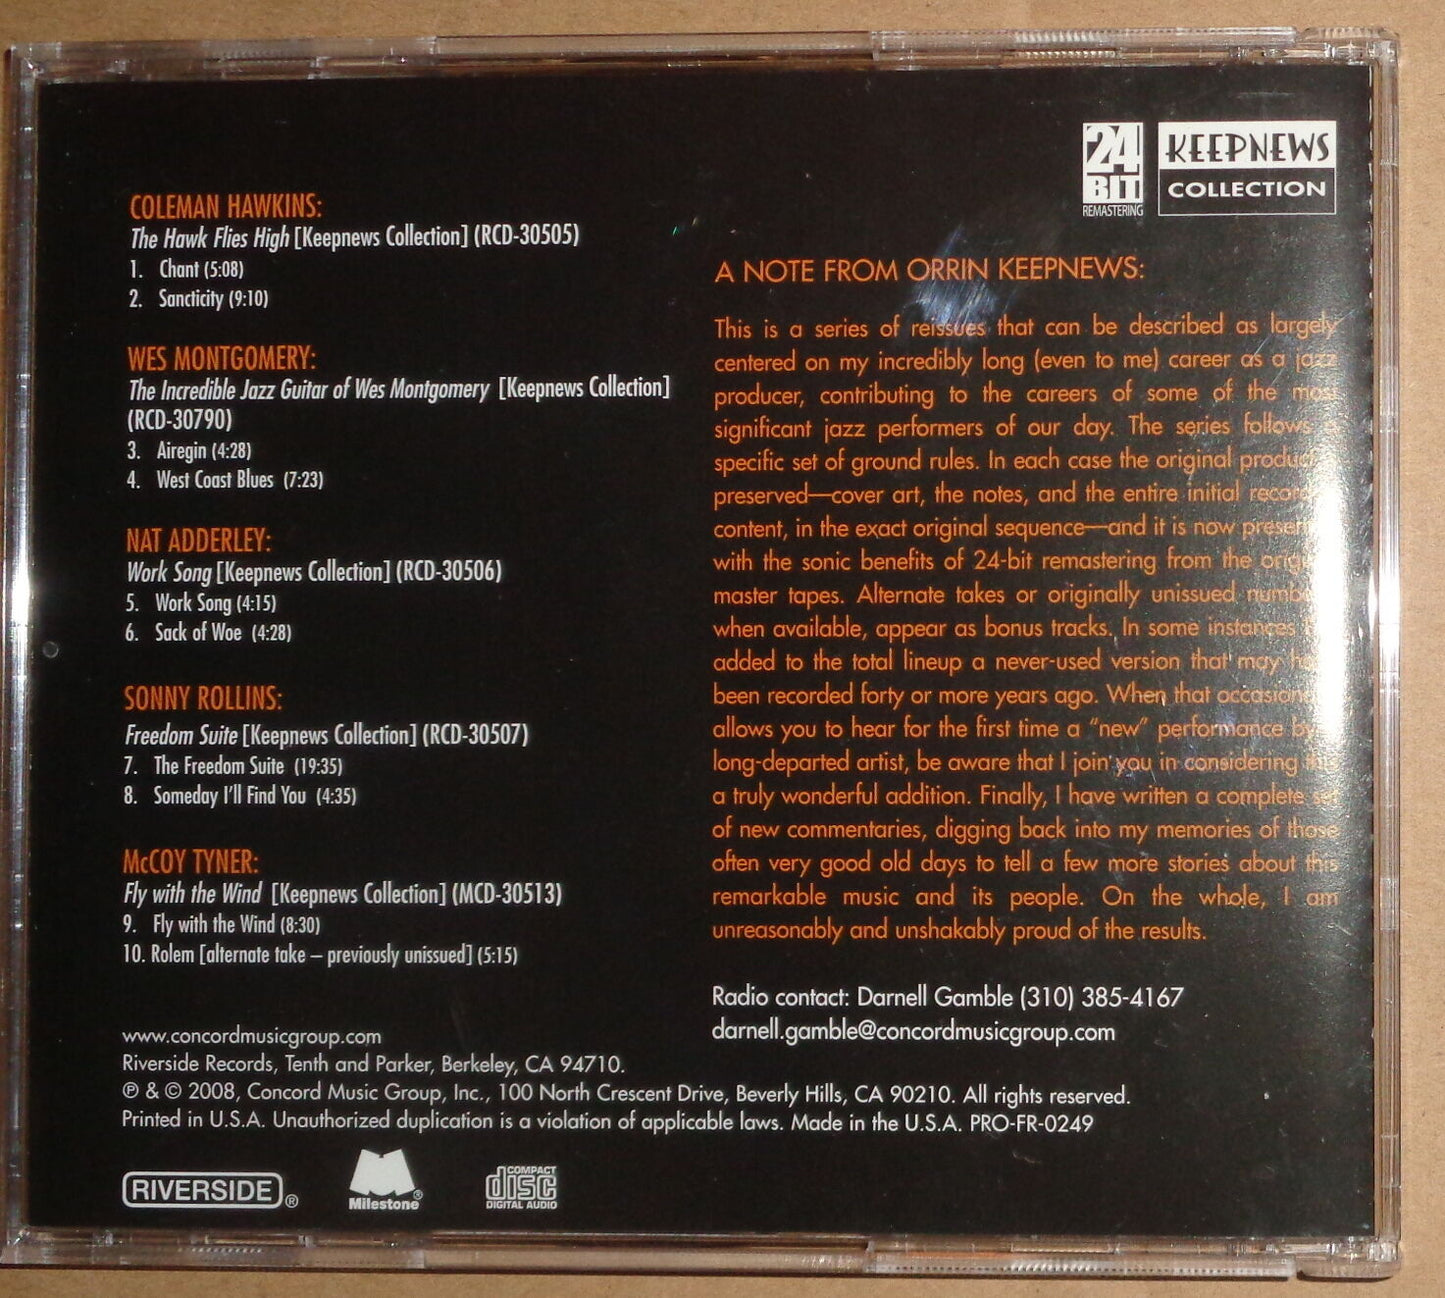 COLEMAN HAWKINS:
The Hawk Flies High [Keepnews Collection] (RCD-30505)
1. Chant (5:08)
2. Sancticity (9:10)
WES MONTGOMERY:
The Incredible Jazz Guitar of Wes Montgomery [Keepnews Collection]
(RCD-30790)
3. Airegin (4:28)
4. West Coast Blues (7:23)
NAT ADDERLEY:
Work Song [Keepnews Collection] (RCD-30506)
5. Work Song (4:15)
6. Sack of Woe (4:28)
SONNY ROLLINS:
Freedom Suite [Keepnews Collection] (RCD-30507)
7. The Freedom Suite (19:35)
8. Someday I'll Find You (4:35)
McCOY TYNER:
Fly with the Wind [Keepnews Collection] (MCD-30513)
9. Fly with the Wind (8:30)
10. Rolem [alternate take – previously unissued] (5:15)
24
BIT
REMASTERING
KEEPNEWS
COLLECTION
A NOTE FROM ORRIN KEEPNEWS:
This is a series of reissues that can be described as largely
centered on my incredibly long (even to me) career as a jazz
producer, contributing to the careers of some of the most
significant jazz performers of our day. The series follows a
specific set of ground rules. In each case the original
preserved—cover art, the notes, and the entire initial
content, in the exact original sequence—and it is now
with the sonic benefits of 24-bit remastering from the
master tapes. Alternate takes or originally unissued
when available, appear as bonus tracks. In some instances
added to the total lineup a never-used version that may
been recorded forty or more years ago. When that
allows you to hear for the first time a "new" performance by
long-departed artist, be aware that I join you in considering this
a truly wonderful addition. Finally, I have written a complete set
of new commentaries, digging back into my memories of those
often very good old days to tell a few more stories about this
remarkable music and its people. On the whole, I am
unreasonably and unshakably proud of the results.
Radio contact: Darnell Gamble (310) 385-4167
darnell.gamble@concordmusicgroup.com
www.concordmusicgroup.com
Riverside Records, Tenth and Parker, Berkeley, CA 94710.
℗ & © 2008, Concord Music Group, Inc., 100 North Crescent Drive, Beverly Hills, CA 90210. All rights reserved.
Printed in U.S.A. Unauthorized duplication is a violation of applicable laws. Made in the U.S.A. PRO-FR-0249
RIVERSIDE ®
M ®
Milestone
COMPACT
disc
DIGITAL AUDIO